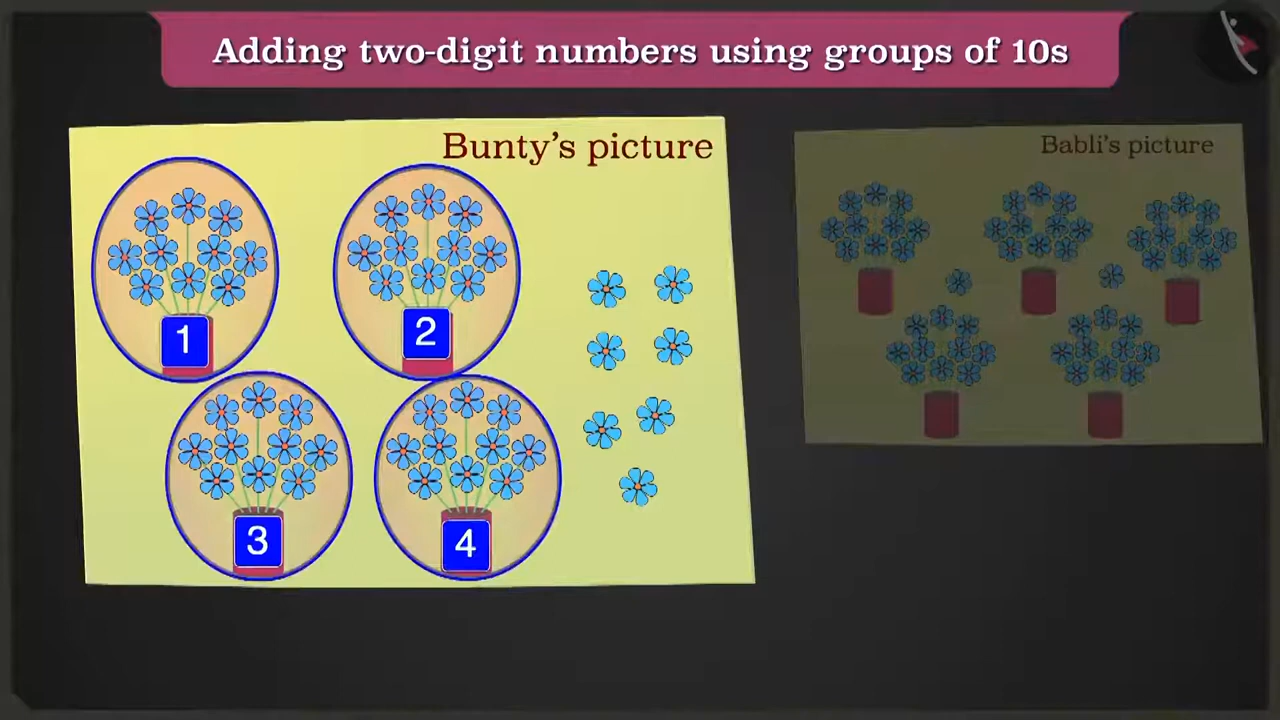 Adding two-digit numbers using groups of 10s
Bunty's picture
Babli's picture
1
2
3
4